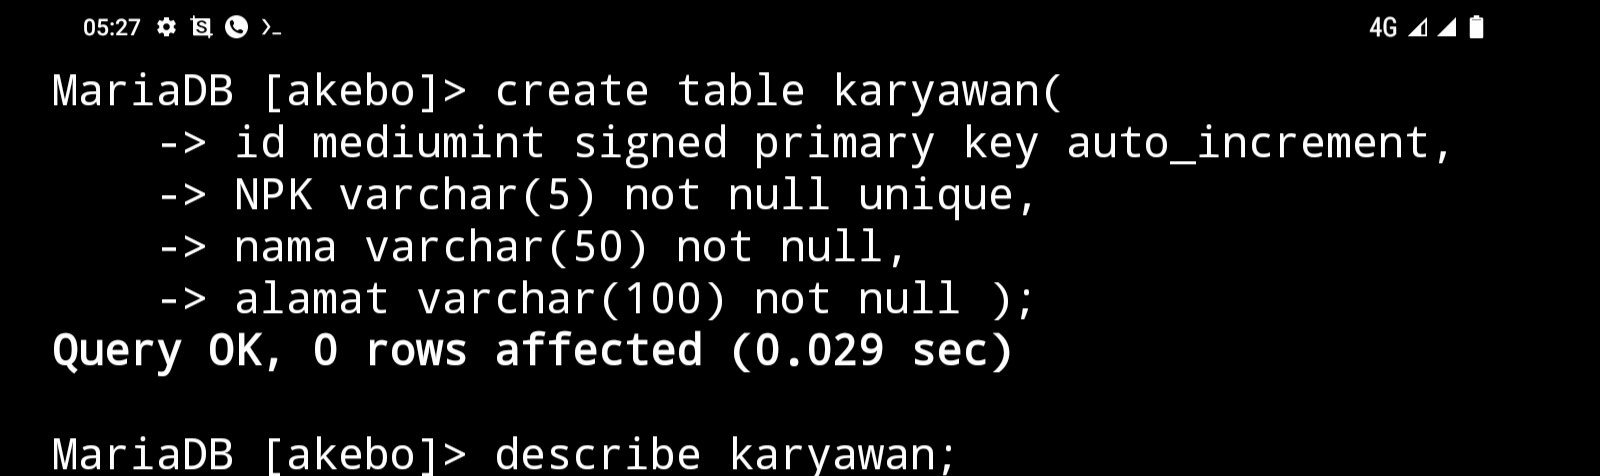 05:27 4G
MariaDB [akebo]> create table karyawan(
-> id mediumint signed primary key auto_increment,
-> NPK varchar(5) not null unique,
-> nama varchar(50) not null,
-> alamat varchar(100) not null );
Query OK, 0 rows affected (0.029 sec)
MariaDB [akebo]> describe karyawan;